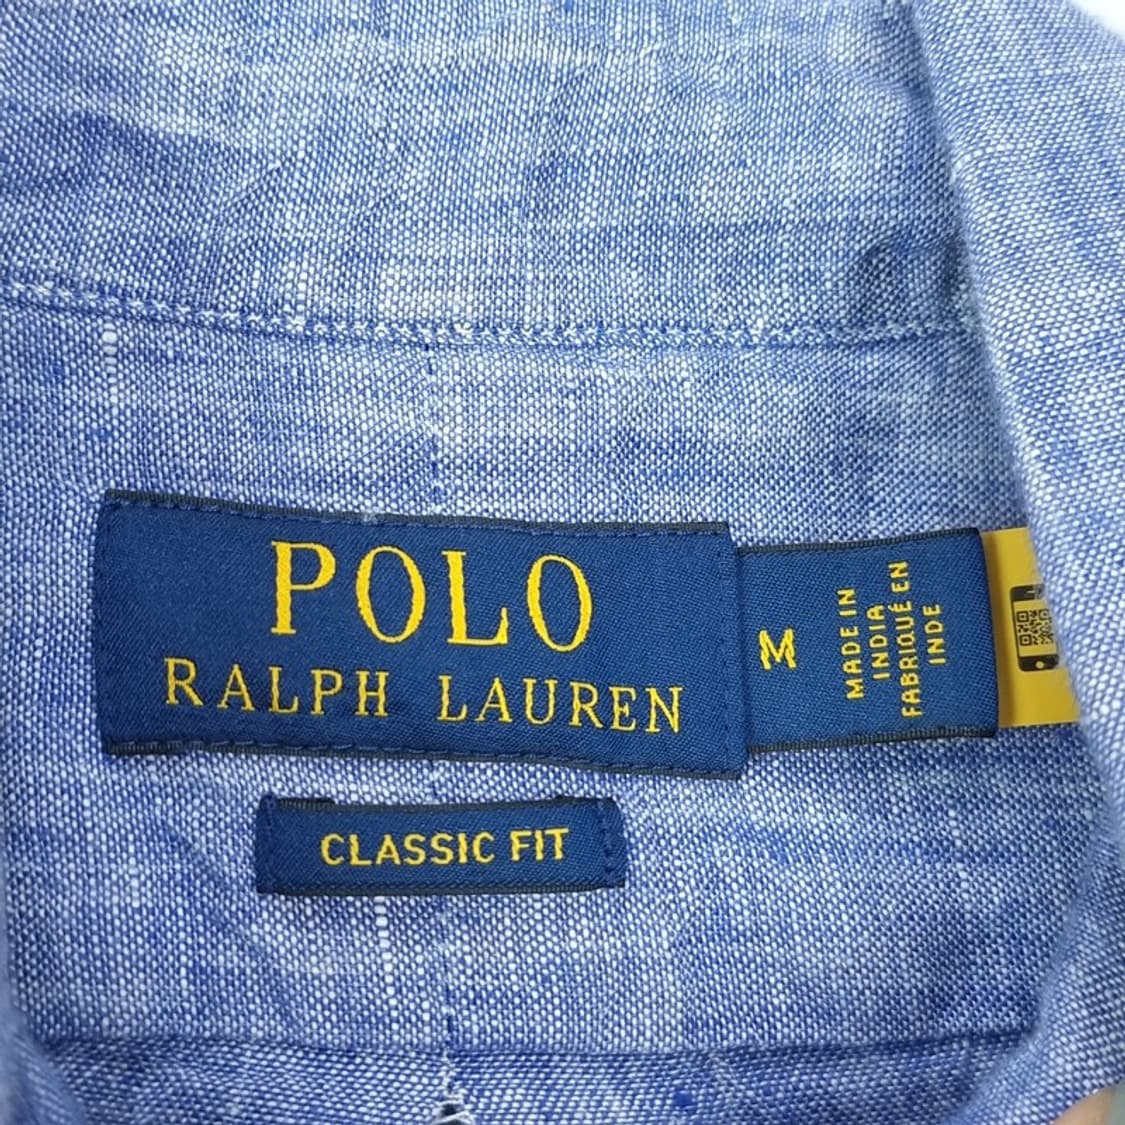 POLO
RALPH LAUREN
M
MADE IN
INDIA
FABRIQUÉ EN
INDE
CLASSIC FIT